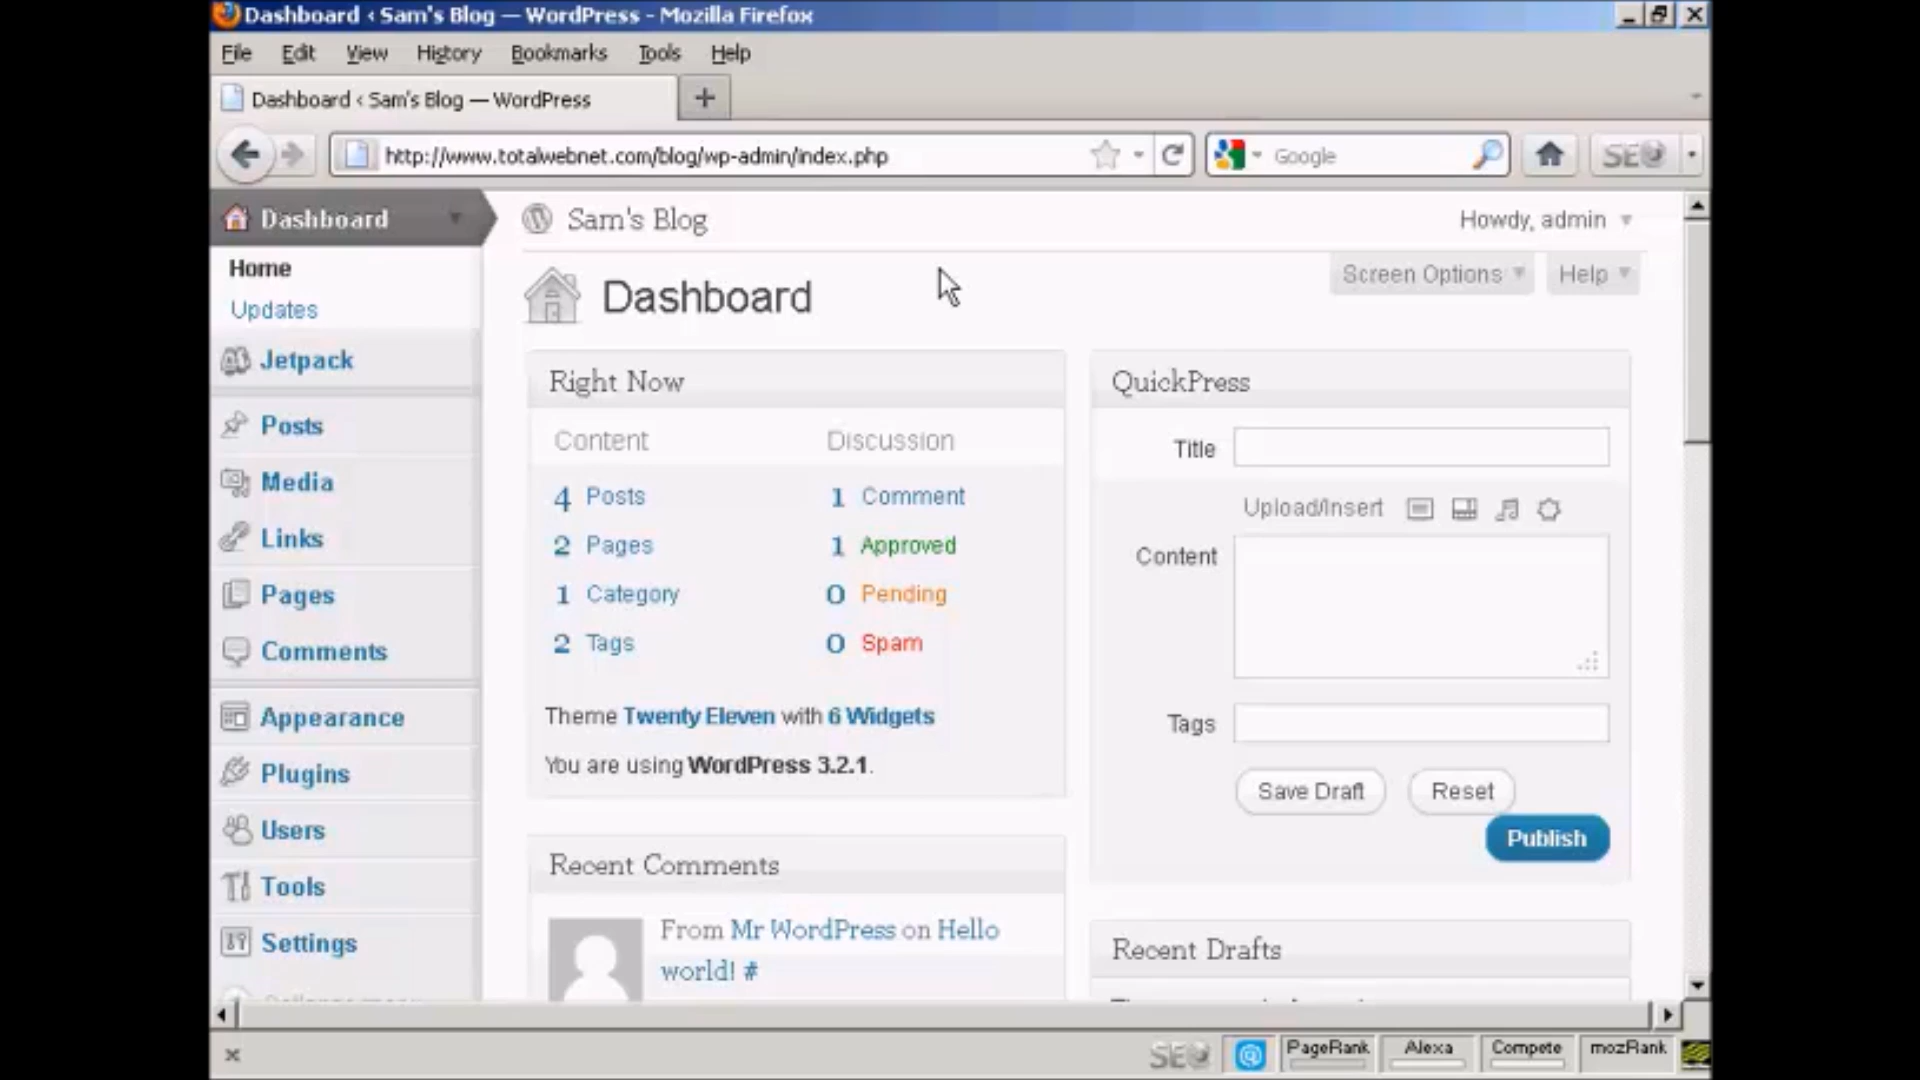 Dashboard ‹ Sam's Blog — WordPress - Mozilla Firefox
File Edit View History Bookmarks Tools Help
Dashboard ‹ Sam's Blog — WordPress
http://www.totalwebnet.com/blog/wp-admin/index.php
Google
SEO
Dashboard
Home
Updates
Jetpack
Posts
Media
Links
Pages
Comments
Appearance
Plugins
Users
Tools
Settings
Sam's Blog
Howdy, admin
Screen Options
Help
Dashboard
Right Now
Content Discussion
4 Posts 1 Comment
2 Pages 1 Approved
1 Category 0 Pending
2 Tags 0 Spam
Theme Twenty Eleven with 6 Widgets
You are using WordPress 3.2.1.
Recent Comments
From Mr WordPress on Hello
world! #
QuickPress
Title
Upload/Insert
Content
Tags
Save Draft Reset
Publish
Recent Drafts
SEO PageRank Alexa Compete mozRank